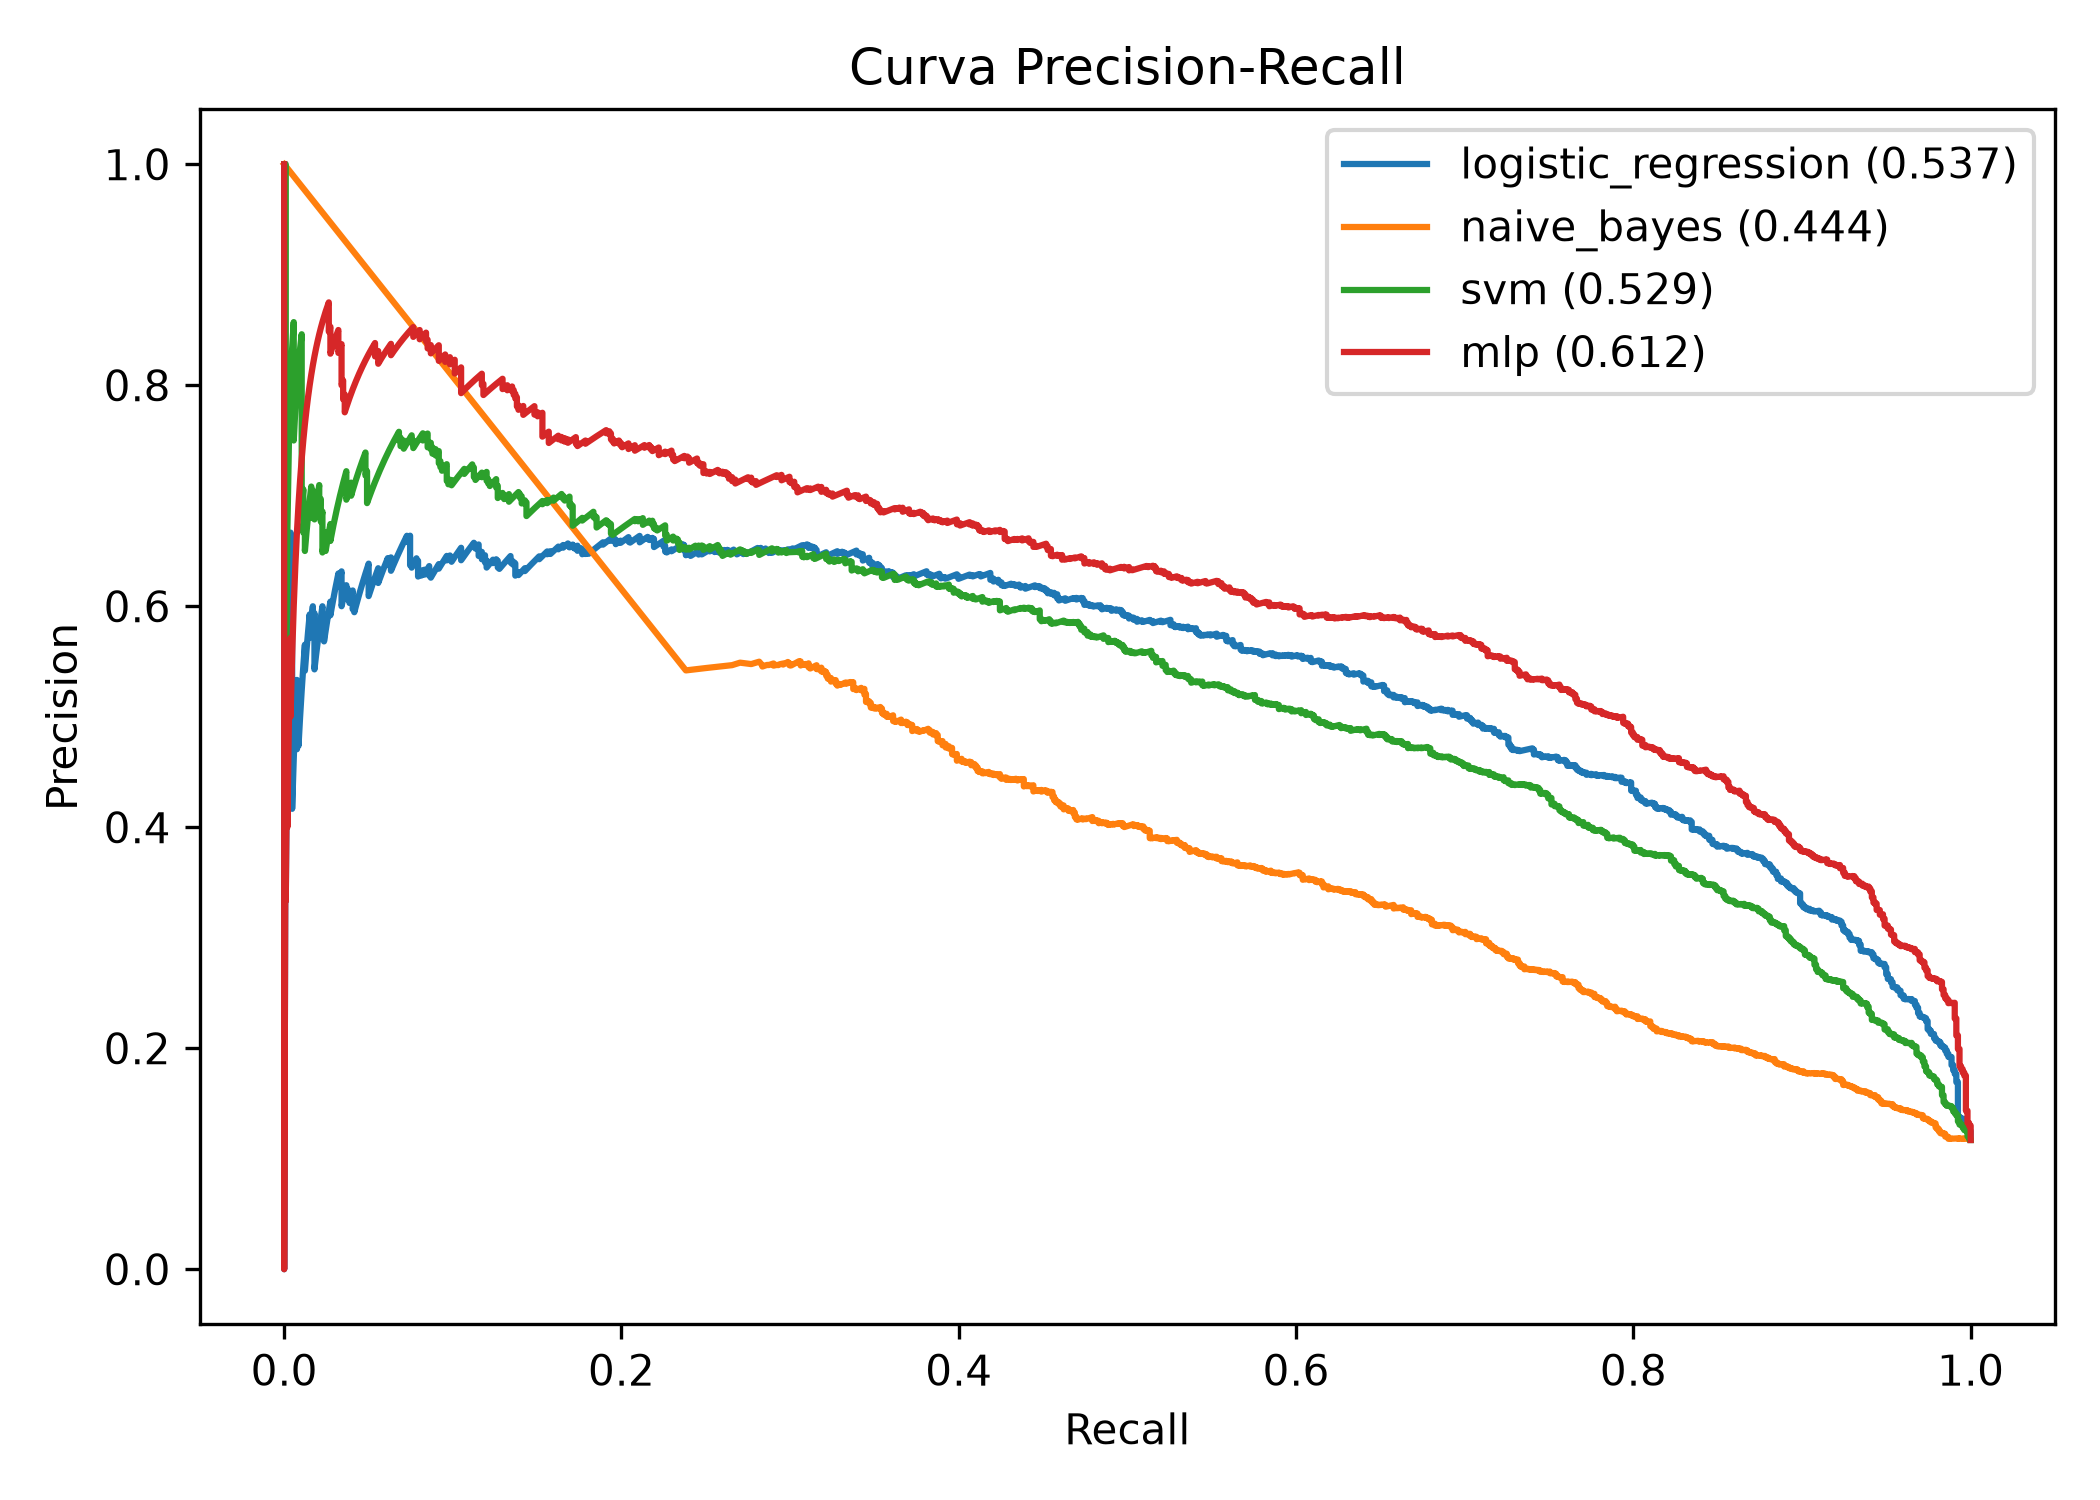 Curva Precision-Recall
logistic_regression (0.537)
naive_bayes (0.444)
svm (0.529)
mlp (0.612)
Precision
1.0
0.8
0.6
0.4
0.2
0.0
0.0 0.2 0.4 0.6 0.8 1.0
Recall